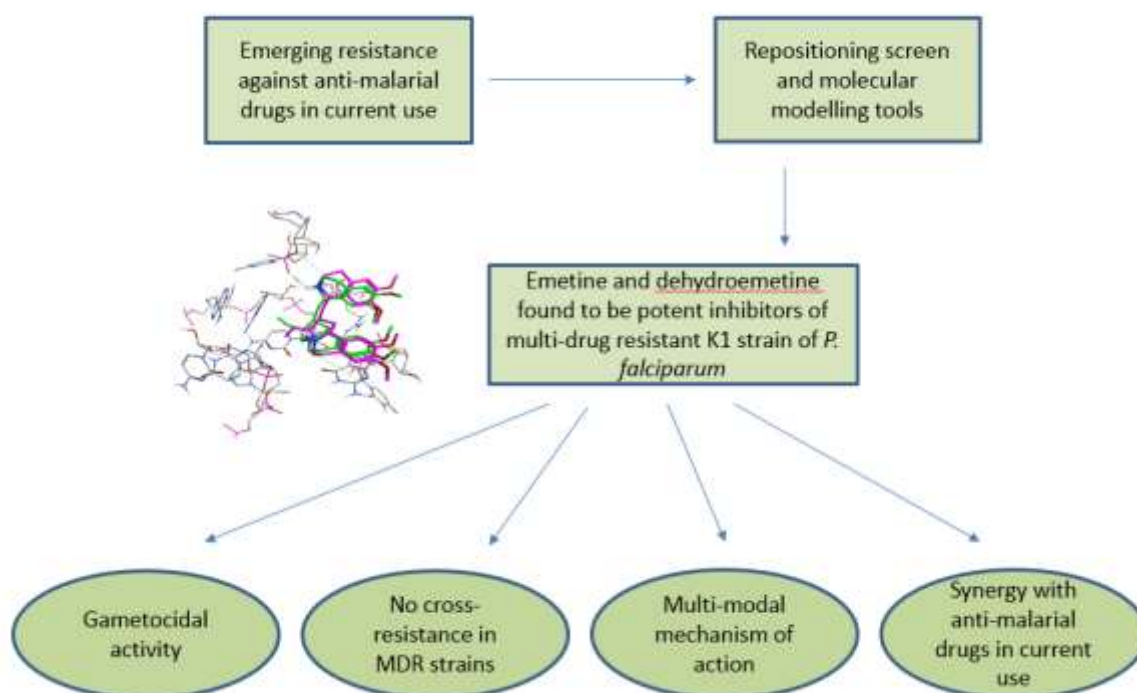 Emerging resistance
against anti-malarial
drugs in current use
Repositioning screen
and molecular
modelling tools
Emetine and dehydroemetine
found to be potent inhibitors of
multi-drug resistant K1 strain of P.
falciparum
Gametocidal
activity
No cross-
resistance in
MDR strains
Multi-modal
mechanism of
action
Synergy with
anti-malarial
drugs in current
use